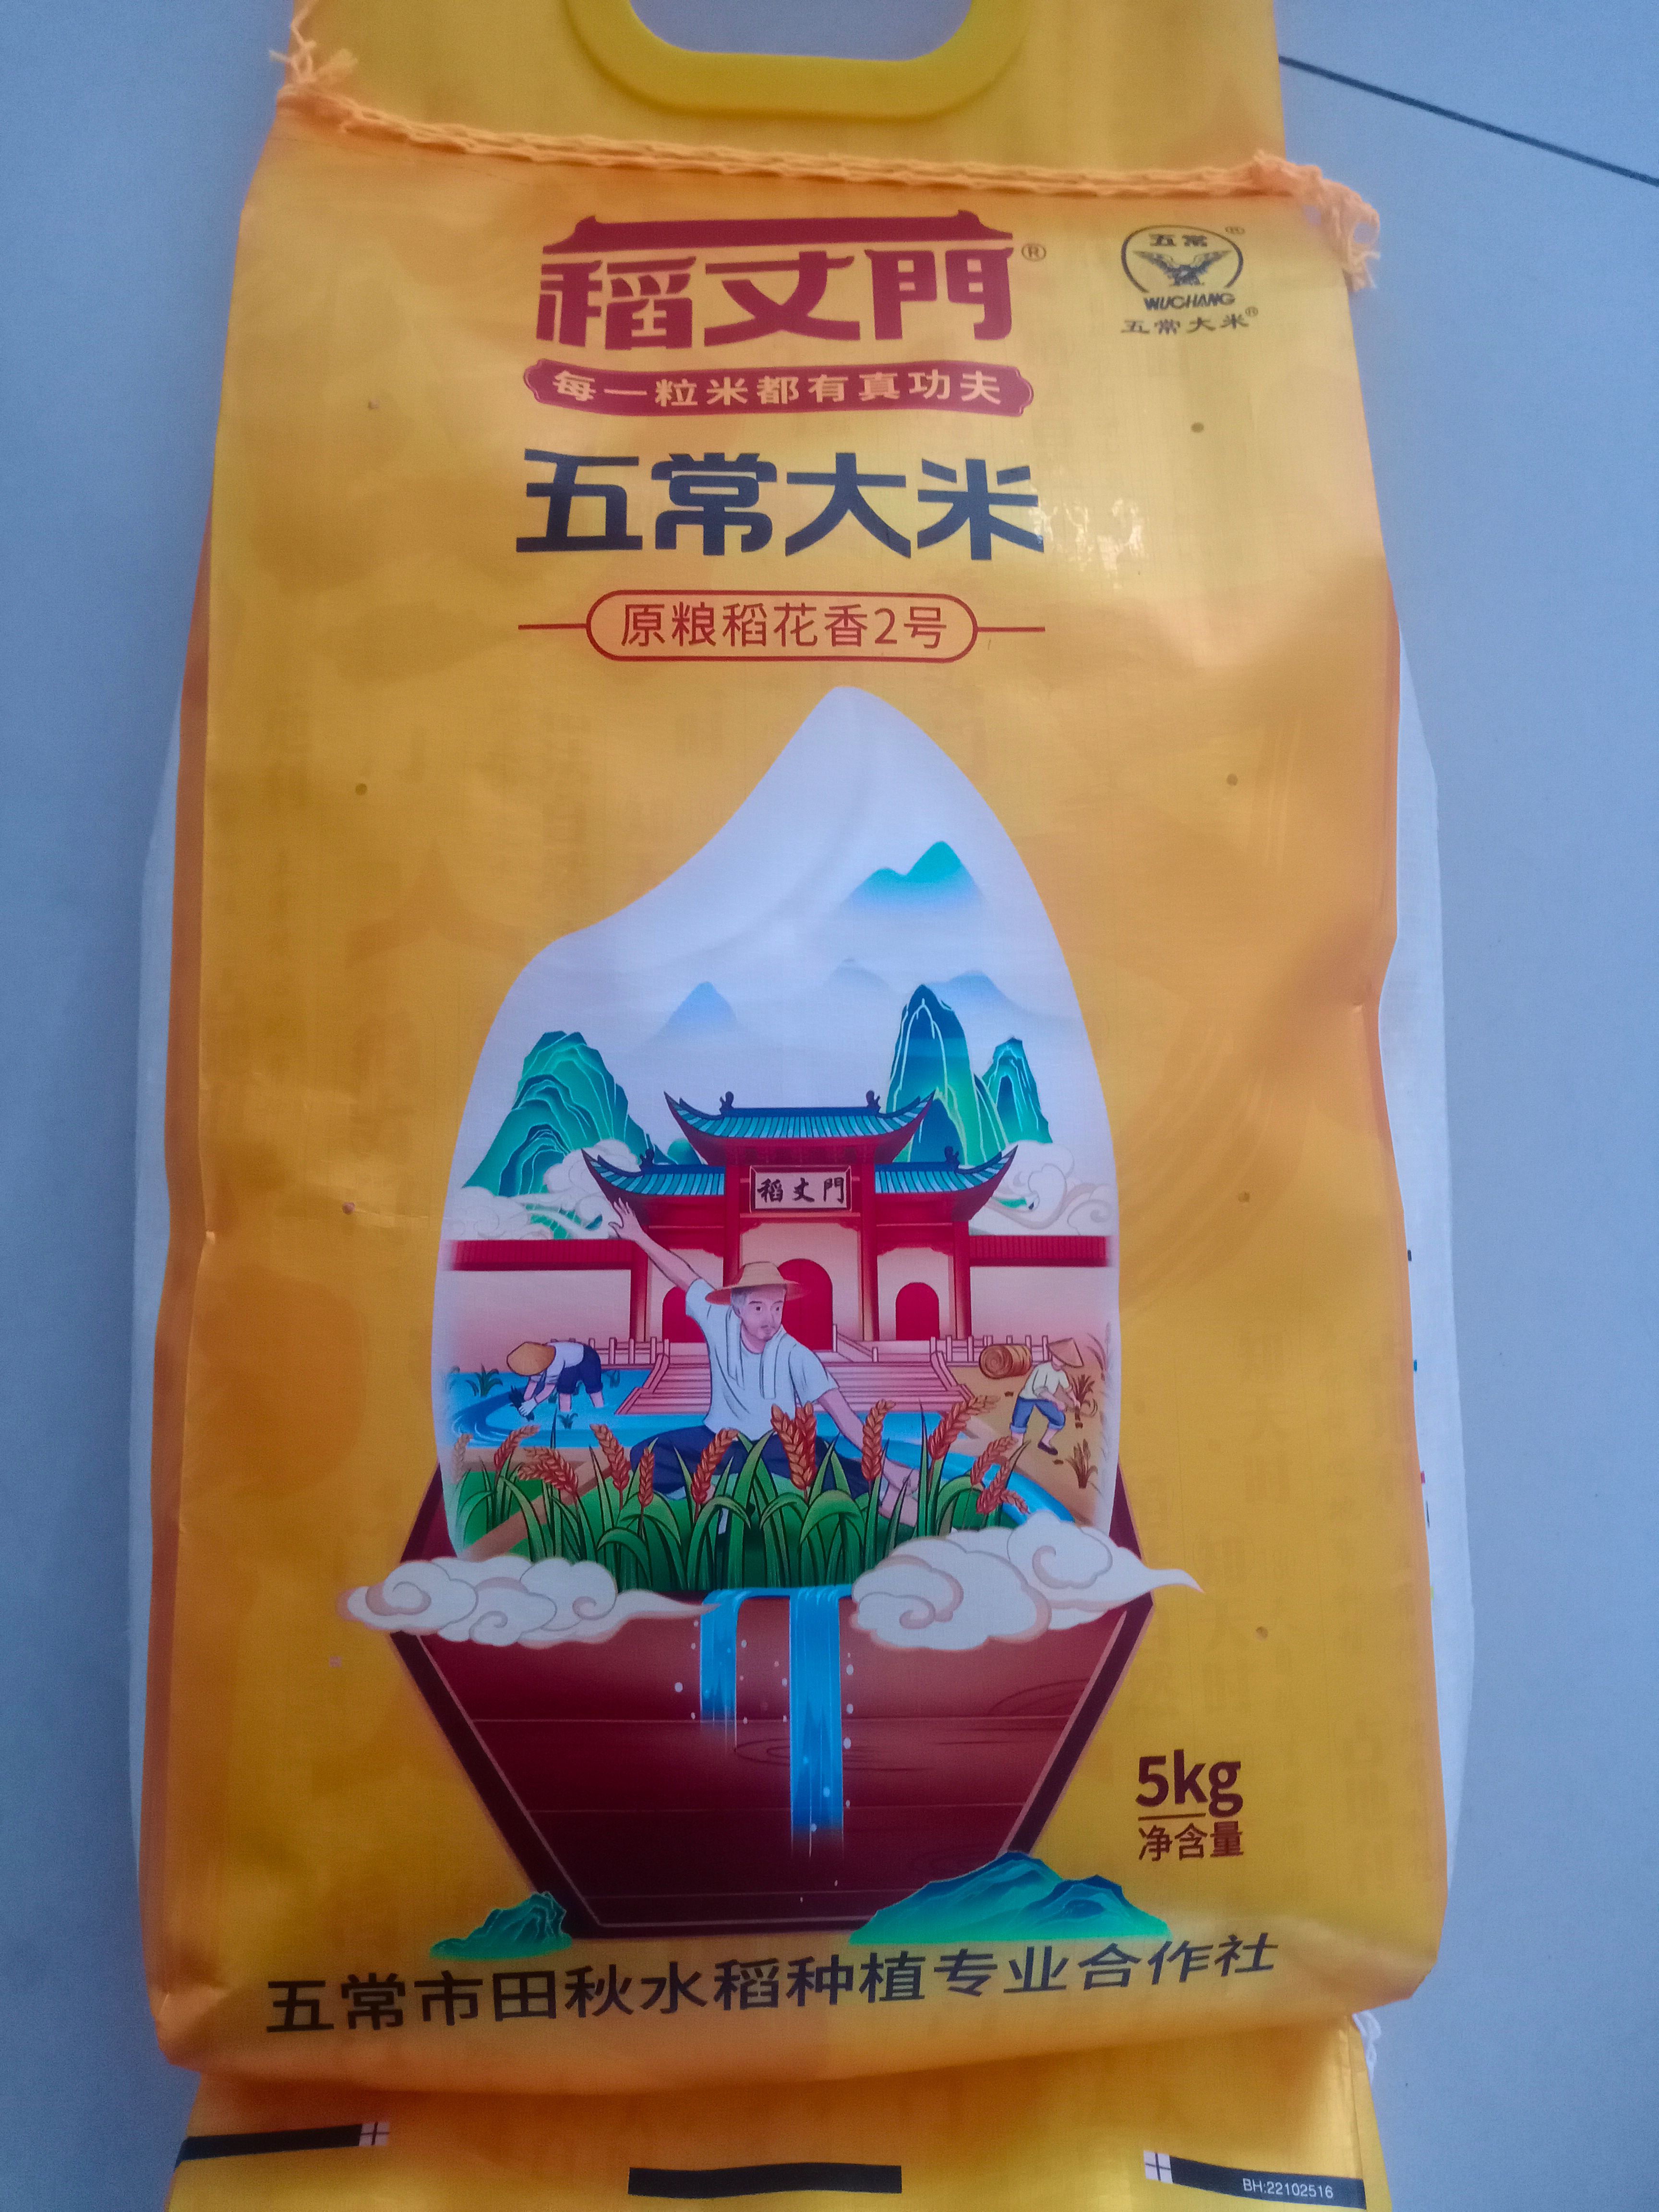 稻丈門®
五常®
WUCHANG
五常大米®
每一粒米都有真功夫
五常大米
原粮稻花香2号
稻丈門
5kg
净含量
五常市田秋水稻种植专业合作社
BH:22102516